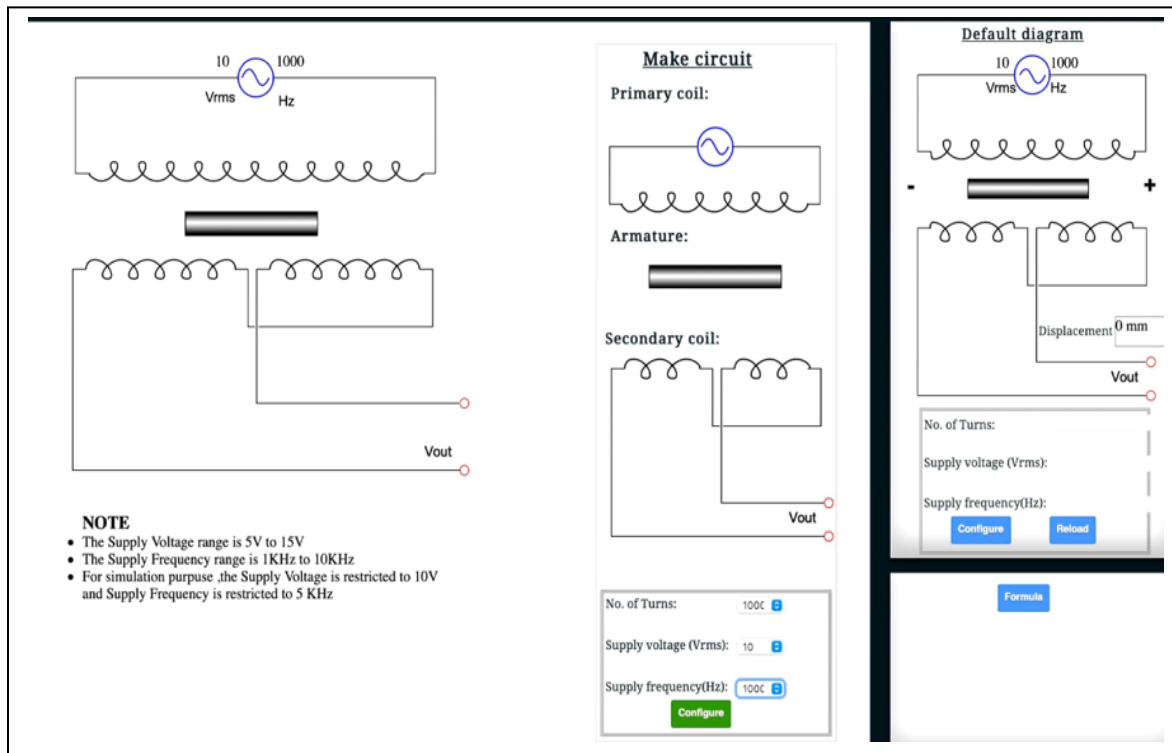 10 1000
Vrms Hz
Vout
NOTE
• The Supply Voltage range is 5V to 15V
• The Supply Frequency range is 1KHz to 10KHz
• For simulation purpuse ,the Supply Voltage is restricted to 10V
and Supply Frequency is restricted to 5 KHz
Make circuit
Primary coil:
Armature:
Secondary coil:
Vout
No. of Turns: 100
Supply voltage (Vrms): 10
Supply frequency(Hz): 100
Configure
Default diagram
10 1000
Vrms Hz
- +
Displacement 0 mm
Vout
No. of Turns:
Supply voltage (Vrms):
Supply frequency(Hz):
Configure Reload
Formula